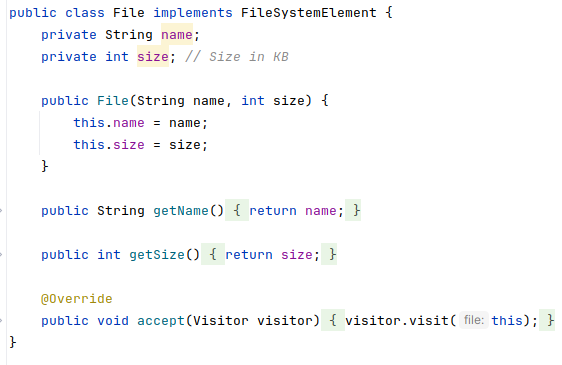 public class File implements FileSystemElement {
private String name;
private int size; // Size in KB
public File(String name, int size) {
this.name = name;
this.size = size;
}
public String getName() { return name; }
public int getSize() { return size; }
@Override
public void accept(Visitor visitor) { visitor.visit( file: this); }
}